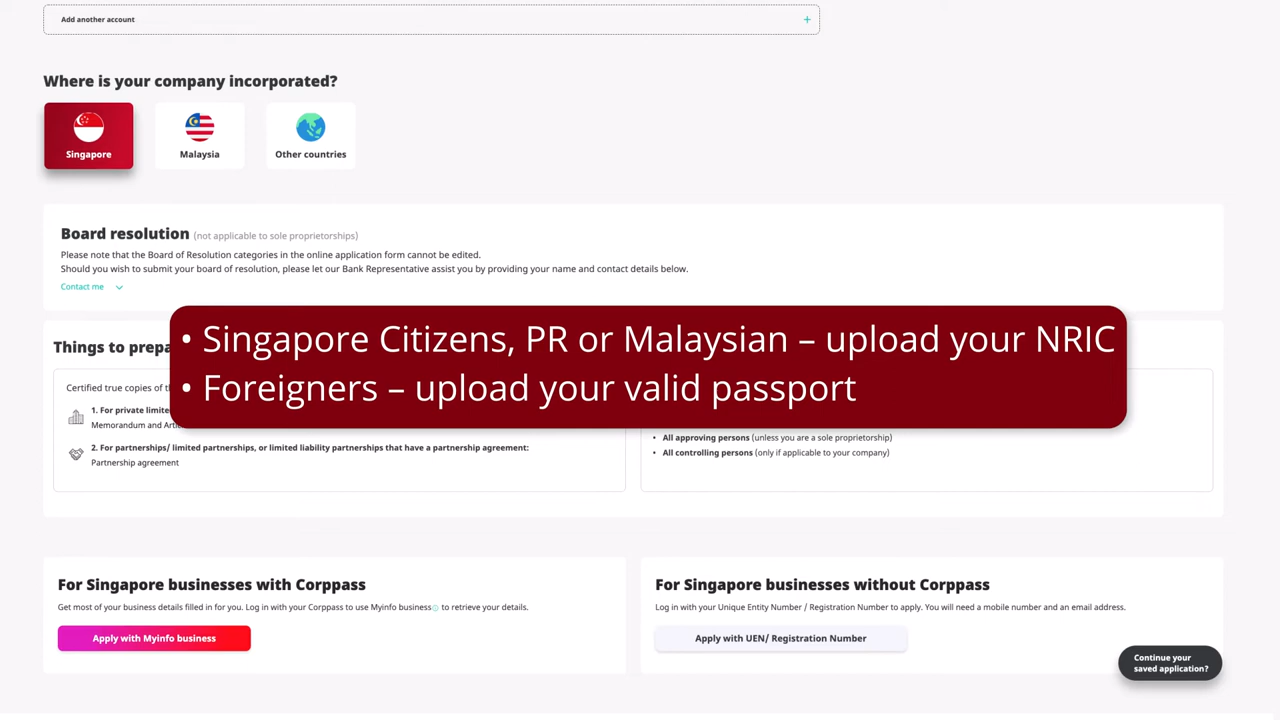 Add another account
+
Where is your company incorporated?
Singapore
Malaysia
Other countries
Board resolution (not applicable to sole proprietorships)
Please note that the Board of Resolution categories in the online application form cannot be edited.
Should you wish to submit your board of resolution, please let our Bank Representative assist you by providing your name and contact details below.
Contact me
• Singapore Citizens, PR or Malaysian – upload your NRIC
• Foreigners – upload your valid passport
Things to
Certified true copies of
1. For private
Memorandum and
2. For partnerships/ limited partnerships, or limited liability partnerships that have a partnership agreement:
Partnership agreement
• All approving persons (unless you are a sole proprietorship)
• All controlling persons (only if applicable to your company)
For Singapore businesses with Corppass
Get most of your business details filled in for you. Log in with your Corppass to use Myinfo business to retrieve your details.
Apply with Myinfo business
For Singapore businesses without Corppass
Log in with your Unique Entity Number / Registration Number to apply. You will need a mobile number and an email address.
Apply with UEN/ Registration Number
Continue your
saved application?